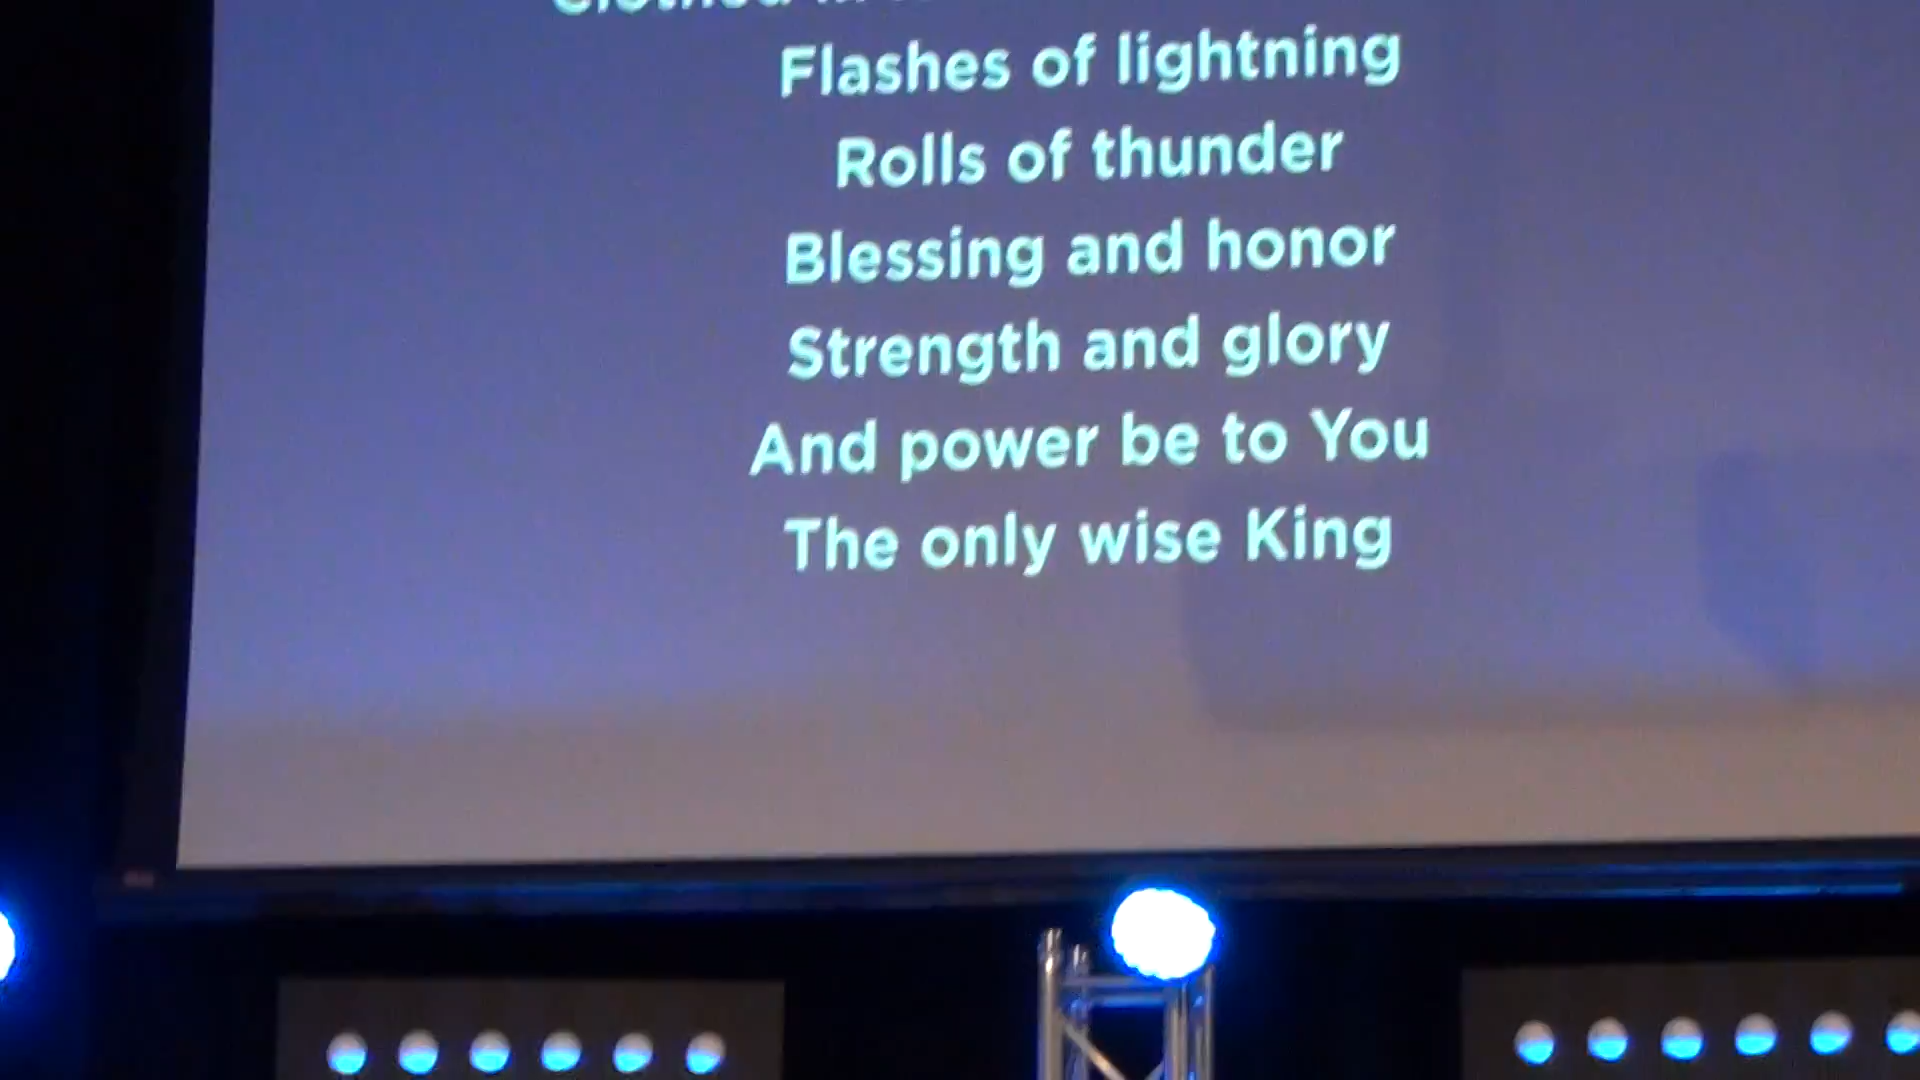 Clothed
Flashes of lightning
Rolls of thunder
Blessing and honor
Strength and glory
And power be to You
The only wise King